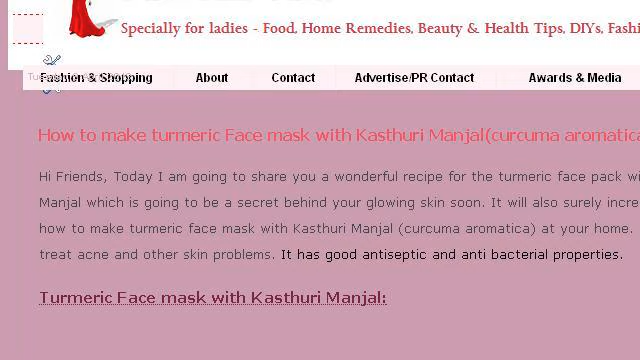 Specially for ladies - Food, Home Remedies, Beauty & Health Tips, DIYs, Fashi
Fashion & Shopping About Contact Advertise/PR Contact Awards & Media
How to make turmeric Face mask with Kasthuri Manjal(curcuma aromatica
Hi Friends, Today I am going to share you a wonderful recipe for the turmeric face pack wi
Manjal which is going to be a secret behind your glowing skin soon. It will also surely incre
how to make turmeric face mask with Kasthuri Manjal (curcuma aromatica) at your home.
treat acne and other skin problems. It has good antiseptic and anti bacterial properties.
Turmeric Face mask with Kasthuri Manjal: